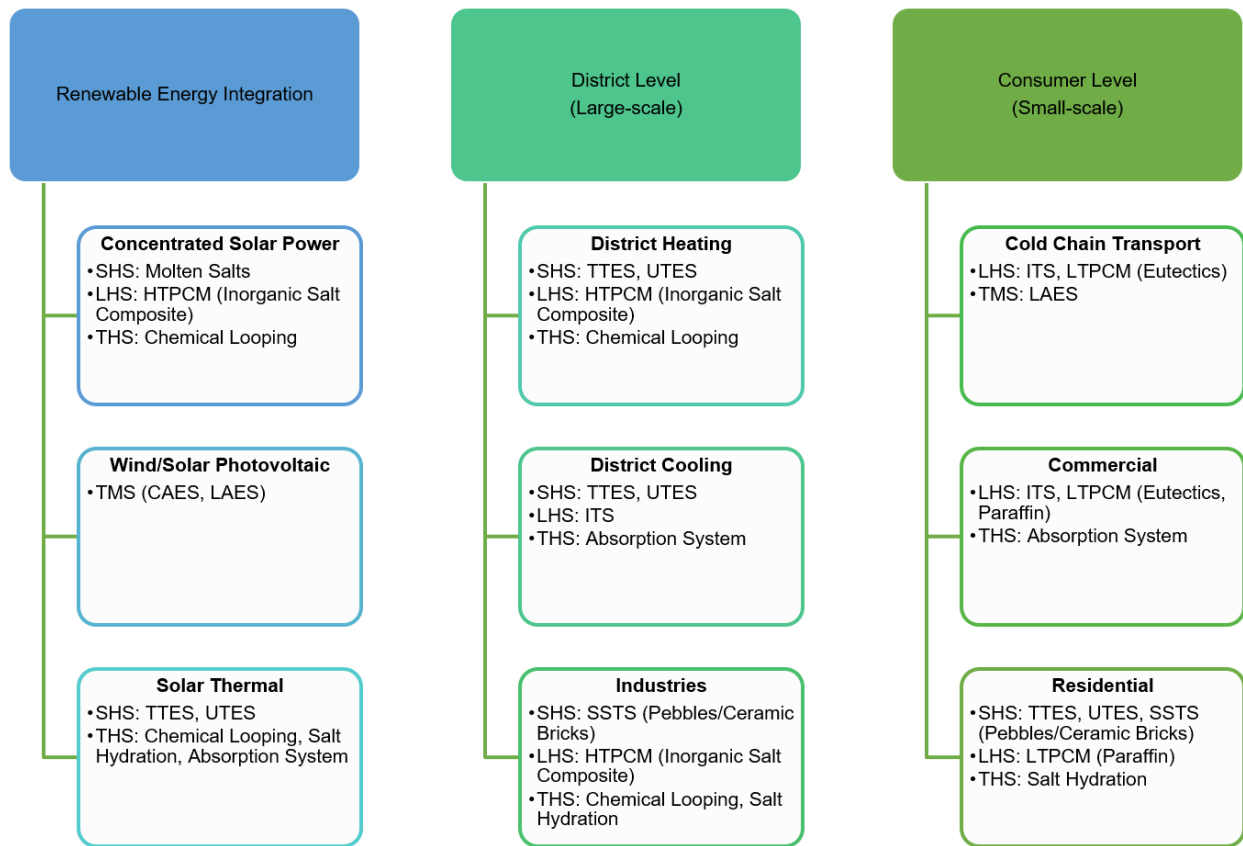 Renewable Energy Integration
Concentrated Solar Power
•SHS: Molten Salts
•LHS: HTPCM (Inorganic Salt
Composite)
•THS: Chemical Looping
Wind/Solar Photovoltaic
•TMS (CAES, LAES)
Solar Thermal
•SHS: TTES, UTES
•THS: Chemical Looping, Salt
Hydration, Absorption System
District Level
(Large-scale)
District Heating
•SHS: TTES, UTES
•LHS: HTPCM (Inorganic Salt
Composite)
•THS: Chemical Looping
District Cooling
•SHS: TTES, UTES
•LHS: ITS
•THS: Absorption System
Industries
•SHS: SSTS (Pebbles/Ceramic
Bricks)
•LHS: HTPCM (Inorganic Salt
Composite)
•THS: Chemical Looping, Salt
Hydration
Consumer Level
(Small-scale)
Cold Chain Transport
•LHS: ITS, LTPCM (Eutectics)
•TMS: LAES
Commercial
•LHS: ITS, LTPCM (Eutectics,
Paraffin)
•THS: Absorption System
Residential
•SHS: TTES, UTES, SSTS
(Pebbles/Ceramic Bricks)
•LHS: LTPCM (Paraffin)
•THS: Salt Hydration